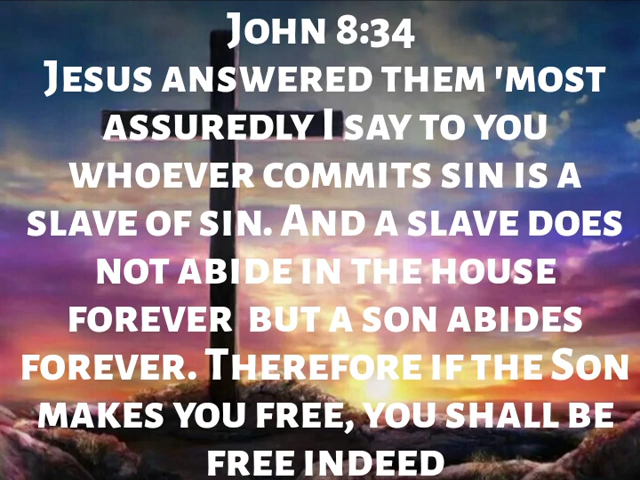 John 8:34
Jesus answered them 'most
assuredly I say to you
whoever commits sin is a
slave of sin. And a slave does
not abide in the house
forever  but a son abides
forever. Therefore if the Son
makes you free, you shall be
free indeed